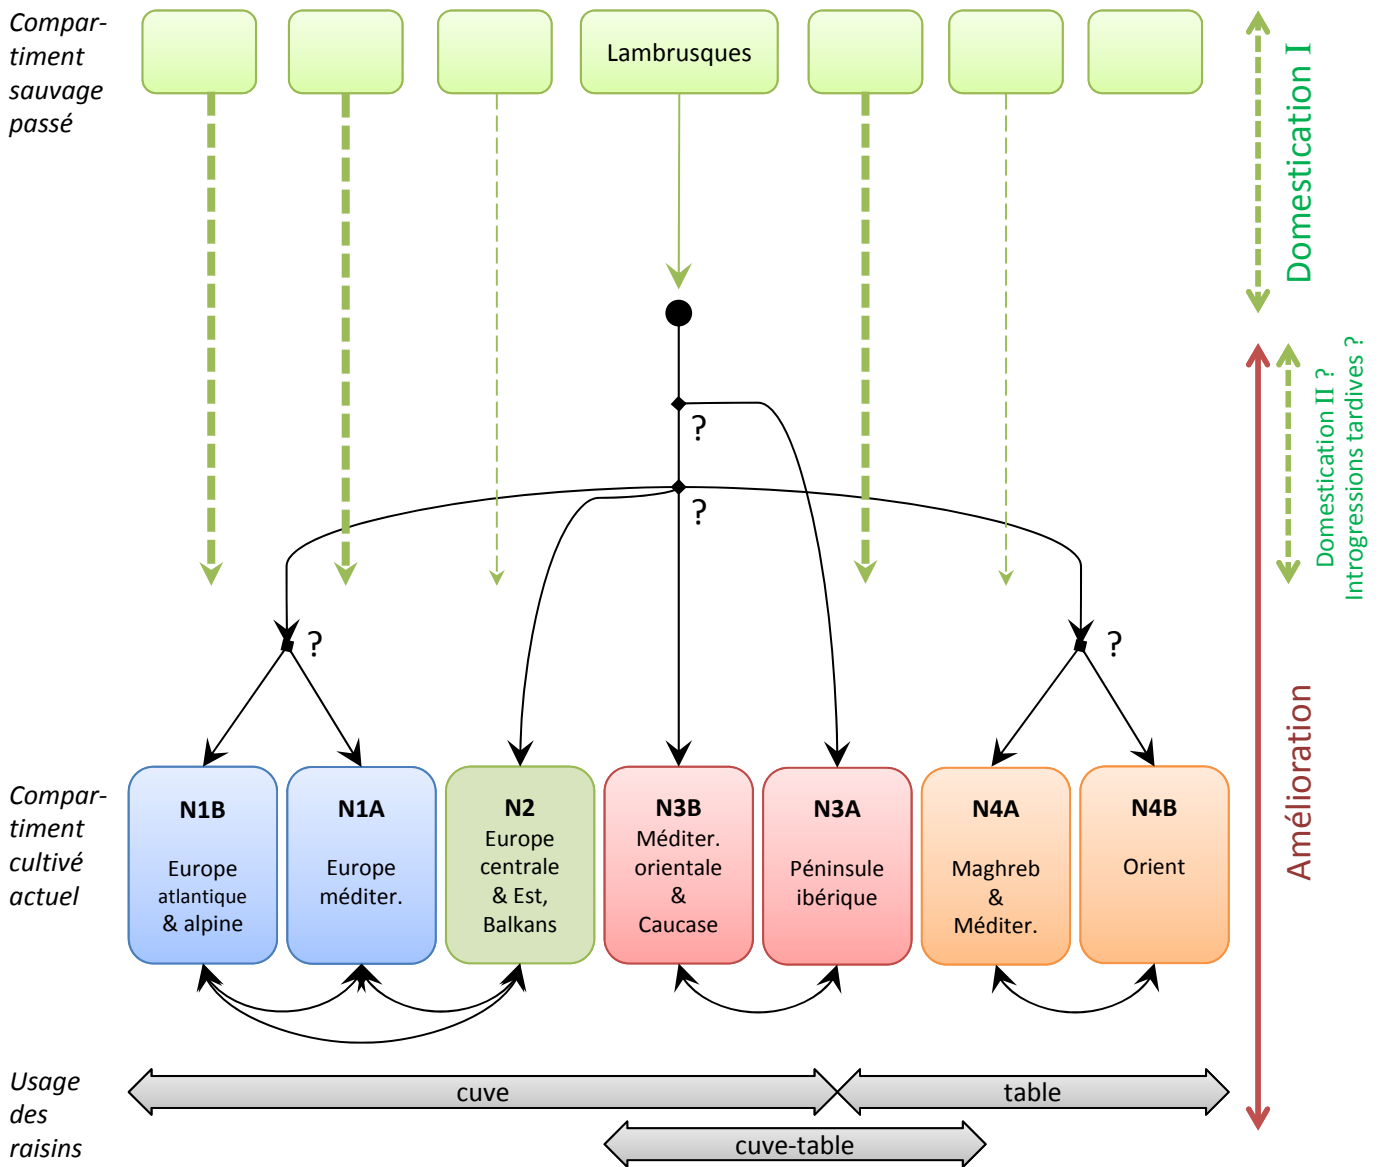 Compar-
timent
sauvage
passé
Lambrusques
Domestication I
?
?
Domestication II ?
Introgressions tardives ?
?
?
Amélioration
Compar-
timent
cultivé
actuel
N1B
Europe
atlantique
& alpine
N1A
Europe
méditer.
N2
Europe
centrale
& Est,
Balkans
N3B
Méditer.
orientale
&
Caucase
N3A
Péninsule
ibérique
N4A
Maghreb
&
Méditer.
N4B
Orient
Usage
des
raisins
cuve
table
cuve-table